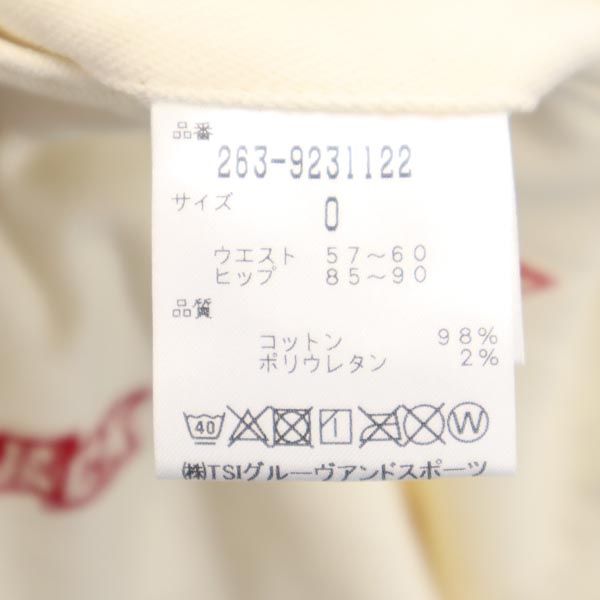 品番
263-9231122
サイズ
0
ウエスト 57～60
ヒップ 85～90
品質
コットン 98%
ポリウレタン 2%
40 W
㈱TSIグルーヴアンドスポーツ